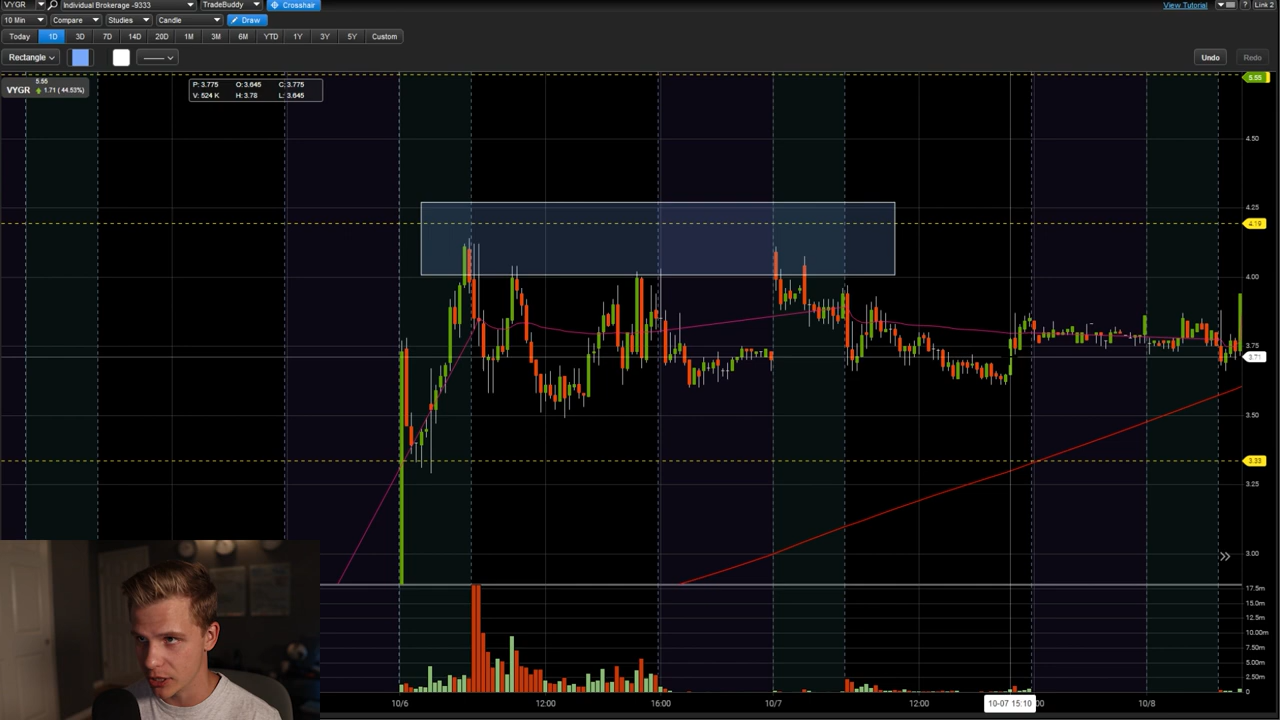 VYGR Individual Brokerage -9333 TradeBuddy Crosshair View Tutorial ? Link 2
10 Min Compare Studies Candle Draw
Today 1D 3D 7D 14D 20D 1M 3M 6M YTD 1Y 3Y 5Y Custom
Rectangle Undo Redo
5.55
VYGR 1.71 ( 44.53%)
P: 3.775 O: 3.645 C: 3.775
V: 524 K H: 3.78 L: 3.645
5.55
4.50
4.25
4.19
4.00
3.75
3.71
3.50
3.33
3.25
3.00
17.5m
15.0m
12.5m
10.00m
7.50m
5.00m
2.50m
10/6 12:00 16:00 10/7 12:00 10-07 15:10 :00 10/8